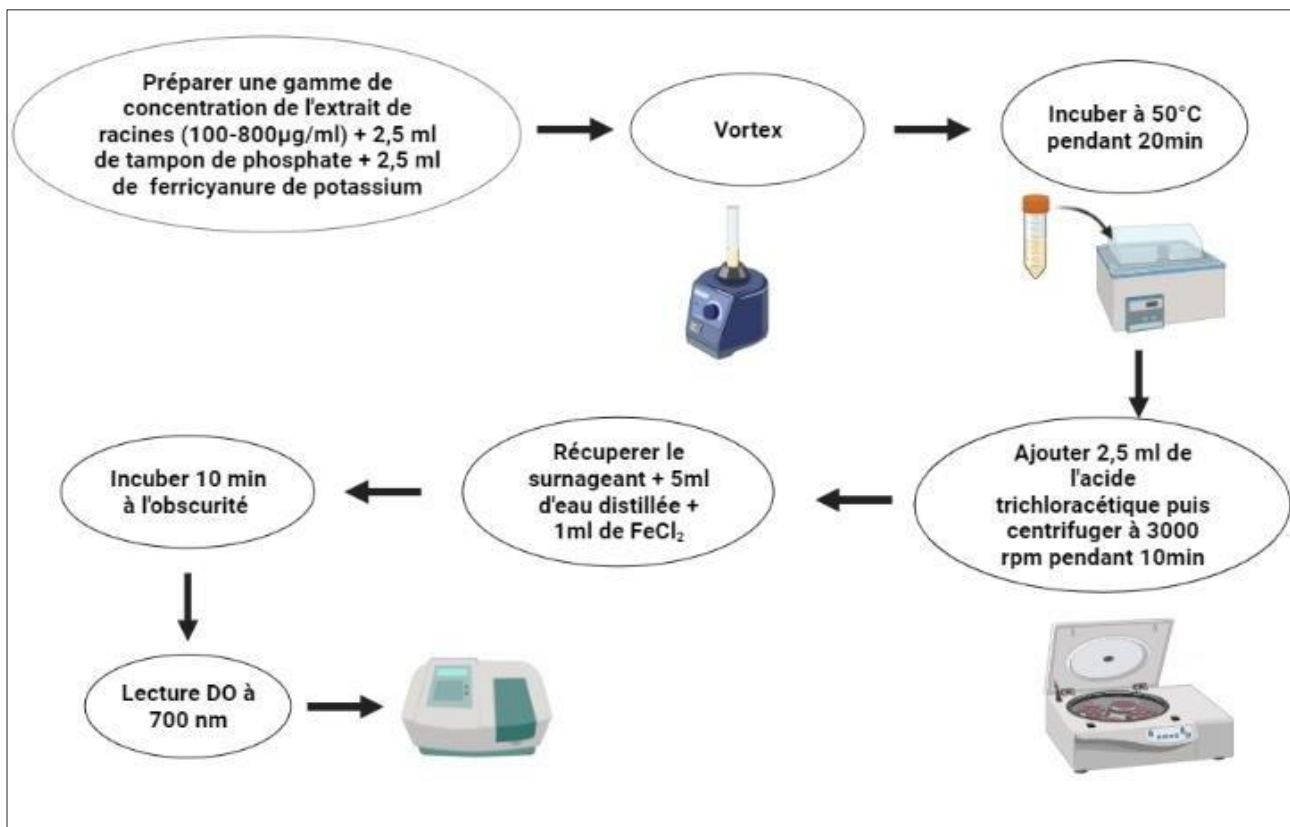 Préparer une gamme de
concentration de l'extrait de
racines (100-800µg/ml) + 2,5 ml
de tampon de phosphate + 2,5 ml
de ferricyanure de potassium
Vortex
Incuber à 50°C
pendant 20min
Ajouter 2,5 ml de
l'acide
trichloracétique puis
centrifuger à 3000
rpm pendant 10min
Récuperer le
surnageant + 5ml
d'eau distillée +
1ml de FeCl₂
Incuber 10 min
à l'obscurité
Lecture DO à
700 nm